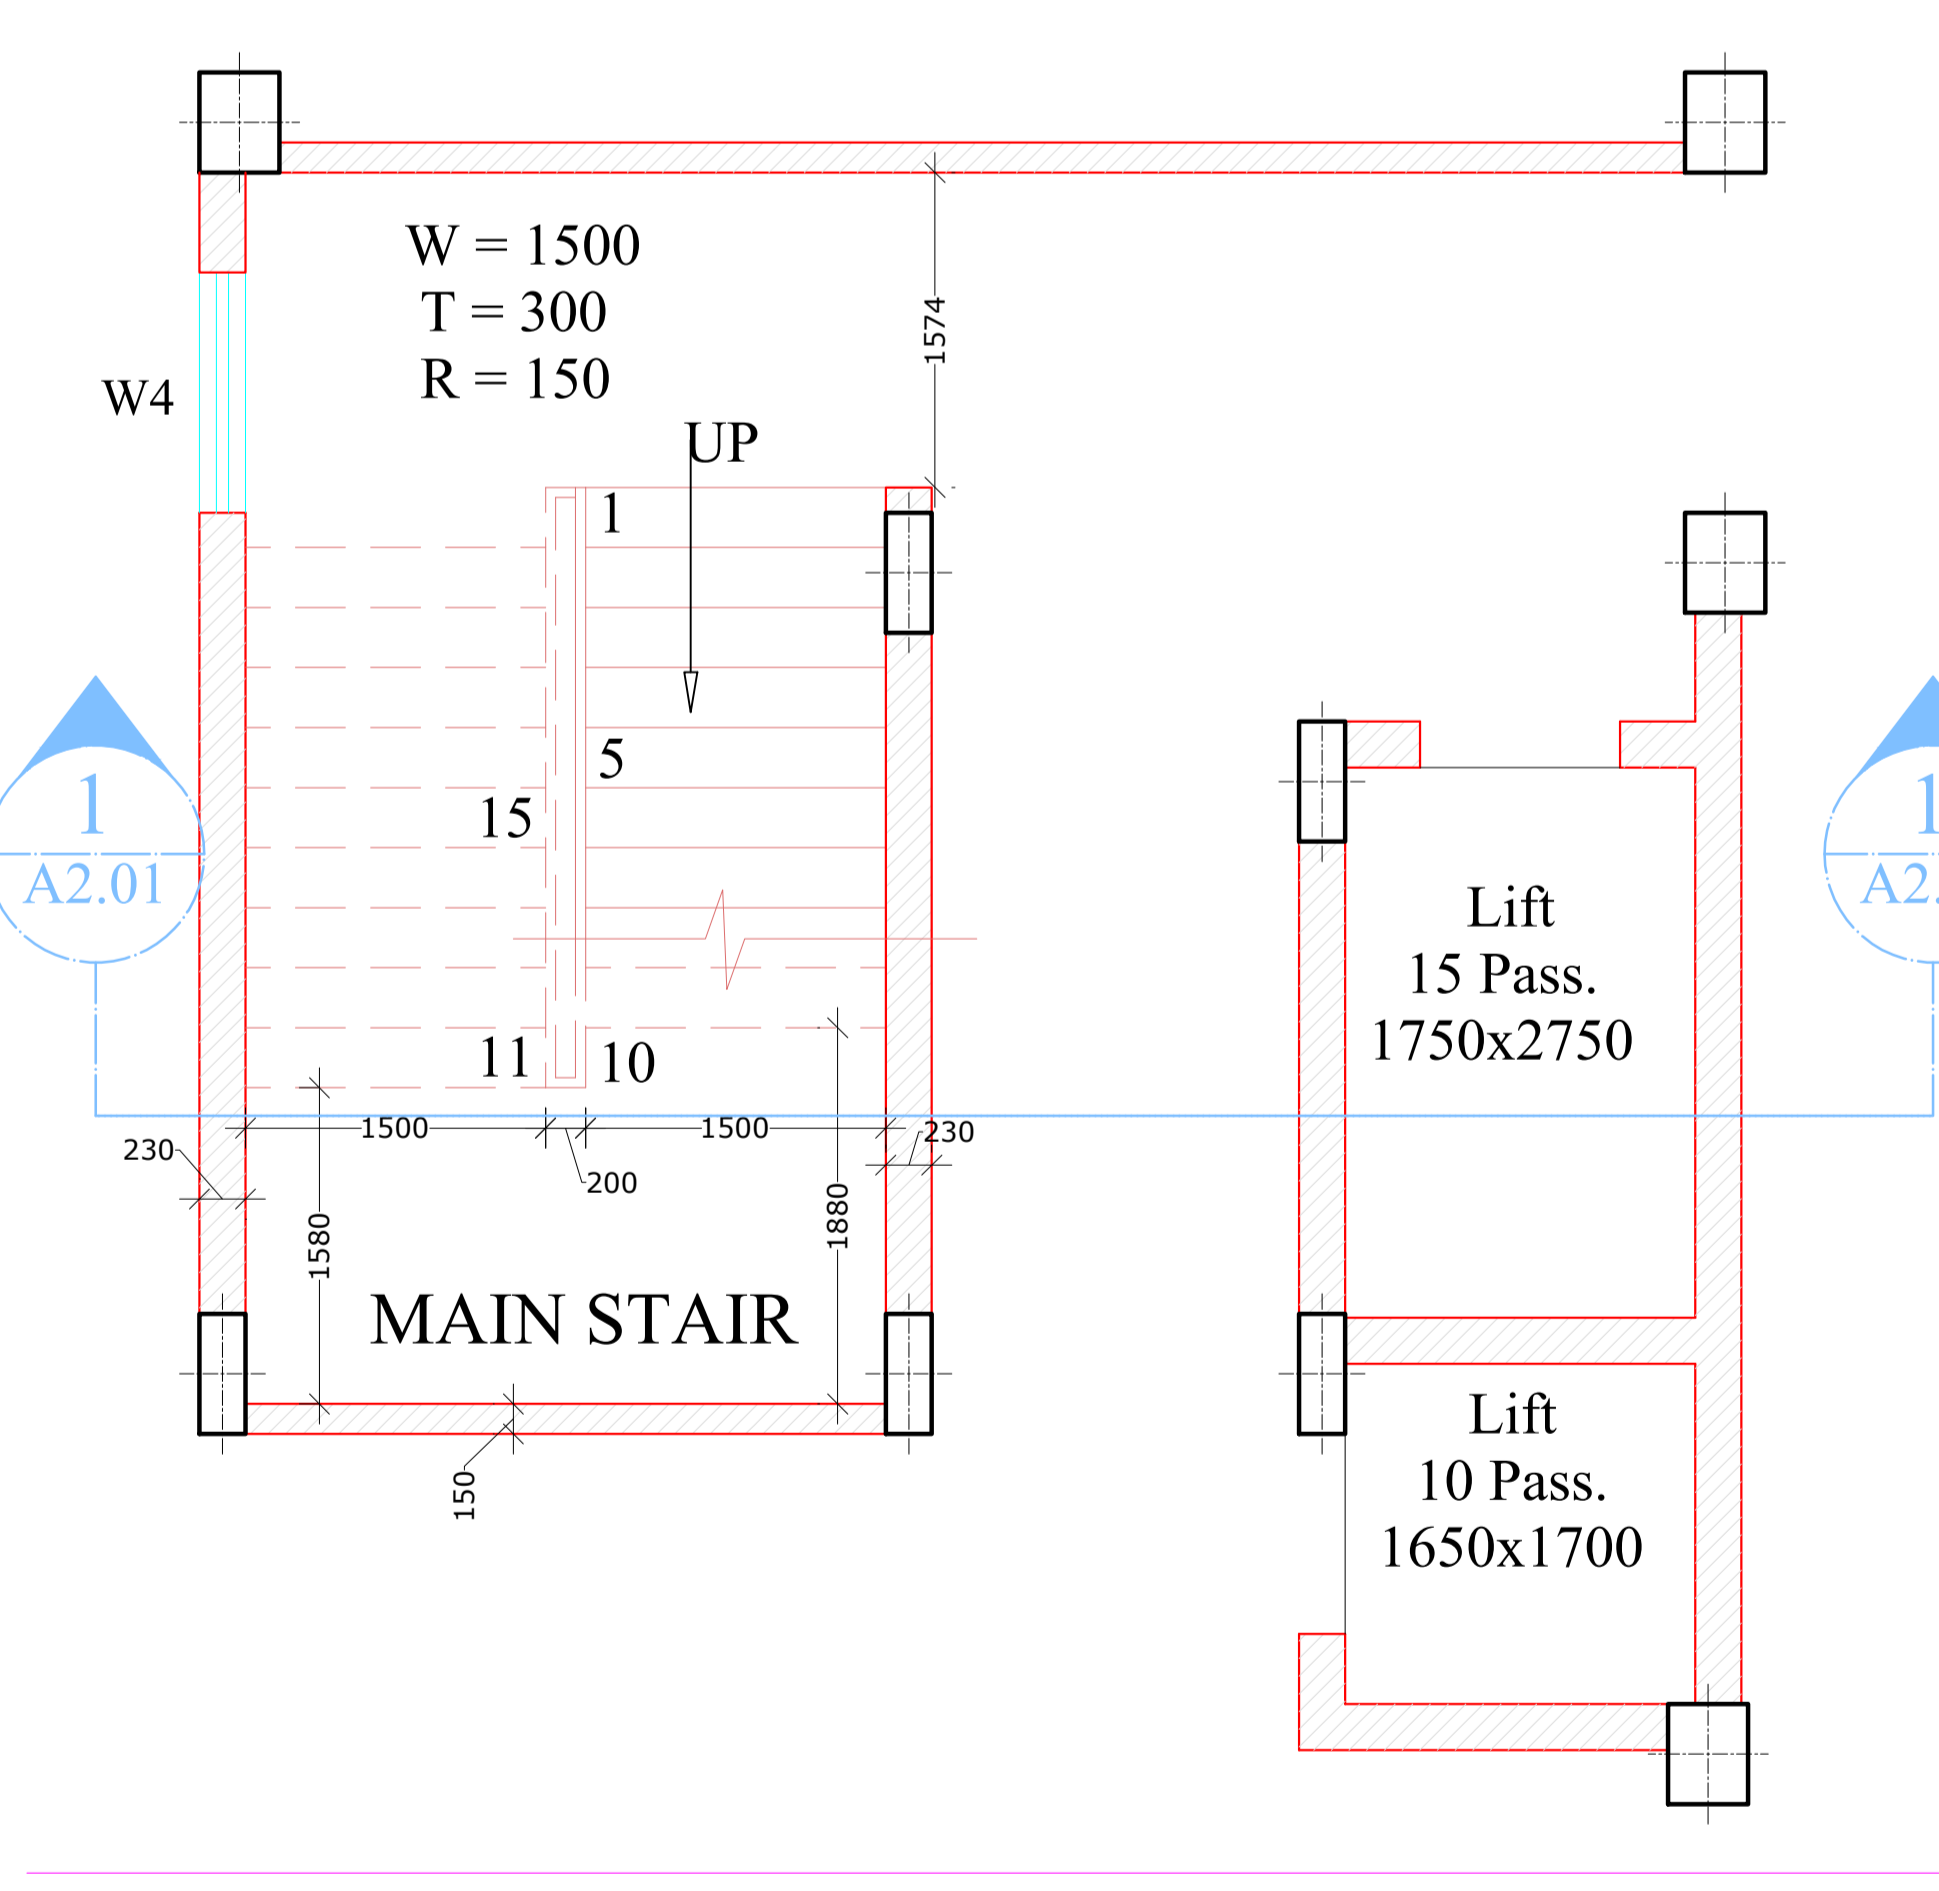 W = 1500
T = 300
R = 150
1574
W4
UP
1
5
15
1
A2.01
1
A2.
Lift
15 Pass.
1750x2750
11
10
1500
1500
230
230
200
1580
1880
MAIN STAIR
Lift
10 Pass.
1650x1700
150